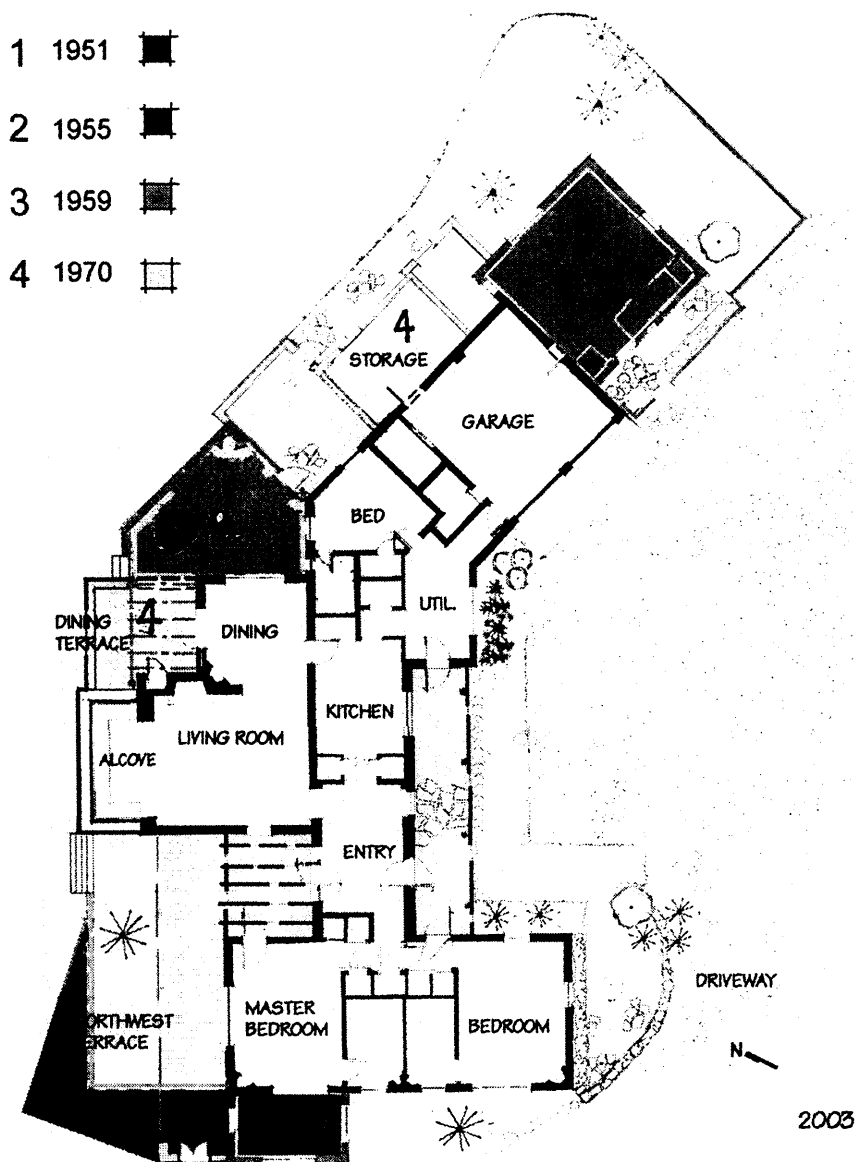 1 1951
2 1955
3 1959
4 1970
4
STORAGE
GARAGE
BED
UTIL.
DINING
TERRACE
4
DINING
KITCHEN
LIVING ROOM
ALCOVE
ENTRY
DRIVEWAY
MASTER
BEDROOM
BEDROOM
ORTHWEST
ERRACE
N
2003